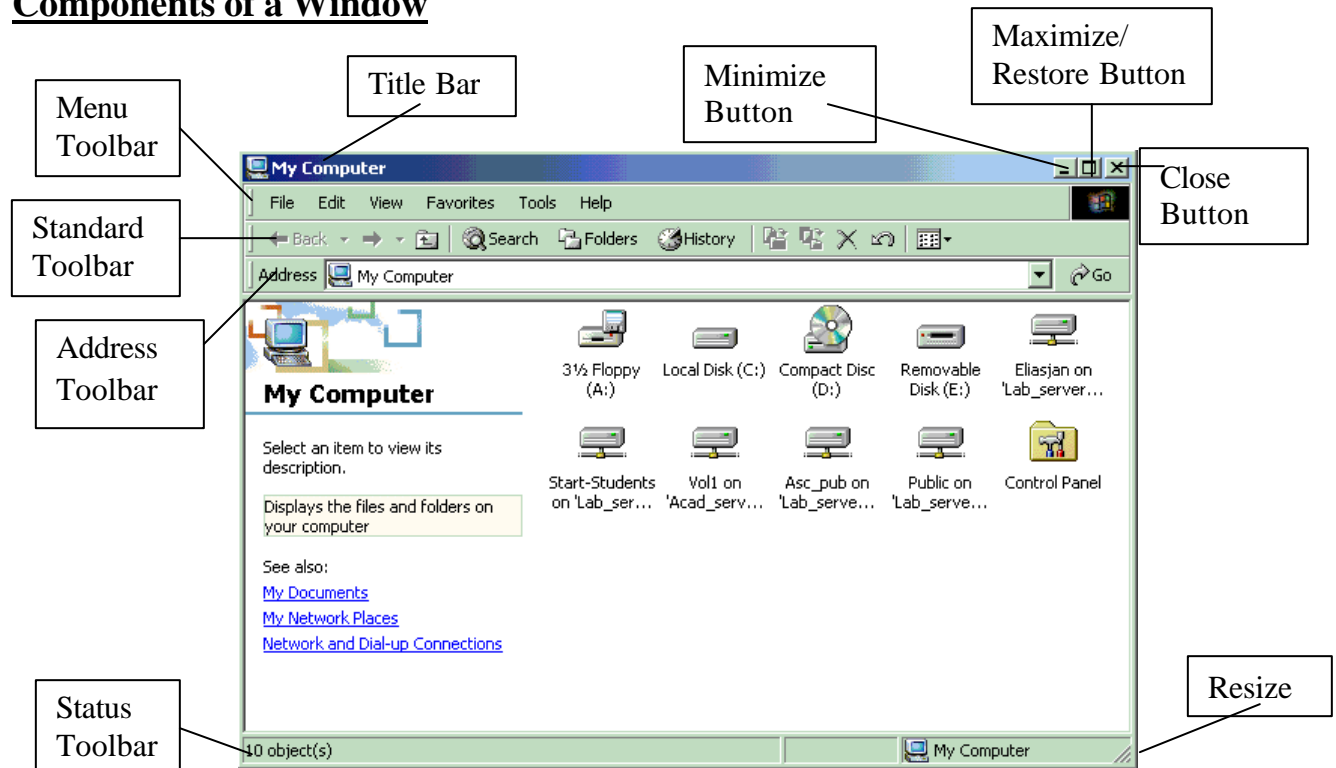 Components of a Window
Maximize/
Restore Button
Minimize
Button
Title Bar
Menu
Toolbar
Close
Button
Standard
Toolbar
Address
Toolbar
Status
Toolbar
Resize
My Computer
File Edit View Favorites Tools Help
Back Search Folders History
Address My Computer Go
My Computer
Select an item to view its
description.
Displays the files and folders on
your computer
See also:
My Documents
My Network Places
Network and Dial-up Connections
3½ Floppy
(A:)
Local Disk (C:)
Compact Disc
(D:)
Removable
Disk (E:)
Eliasjan on
'Lab_server...
Start-Students
on 'Lab_ser...
Vol1 on
'Acad_serv...
Asc_pub on
'Lab_serve...
Public on
'Lab_serve...
Control Panel
10 object(s) My Computer